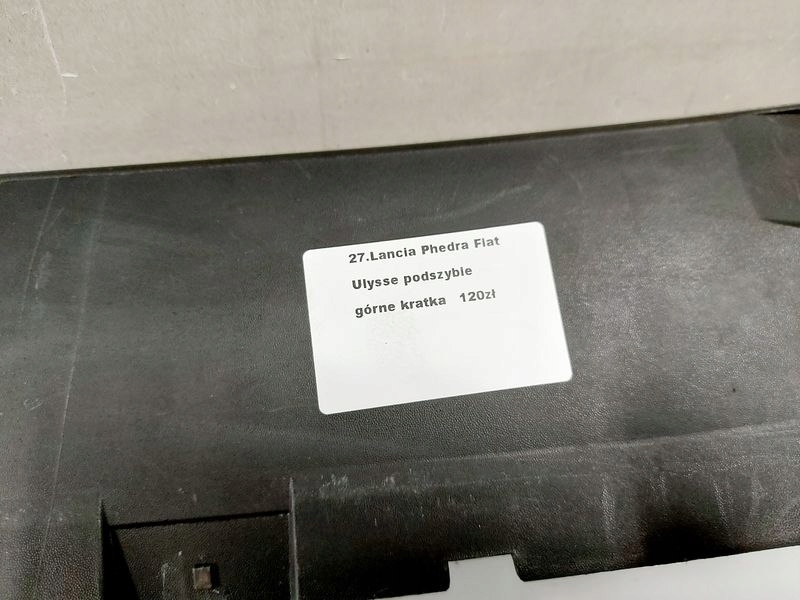 27.Lancia Phedra Fiat
Ulysse podszybie
górne kratka 120zł